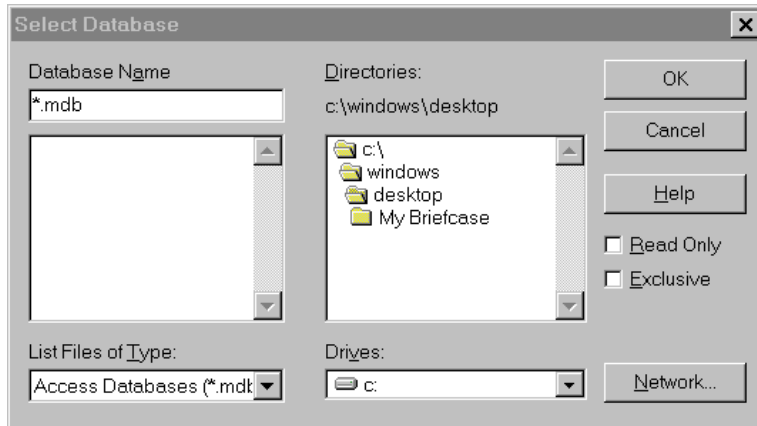 Select Database
Database Name
*.mdb
List Files of Type:
Access Databases (*.mdb
Directories:
c:\windows\desktop
c:\
windows
desktop
My Briefcase
Drives:
c:
OK
Cancel
Help
Read Only
Exclusive
Network...